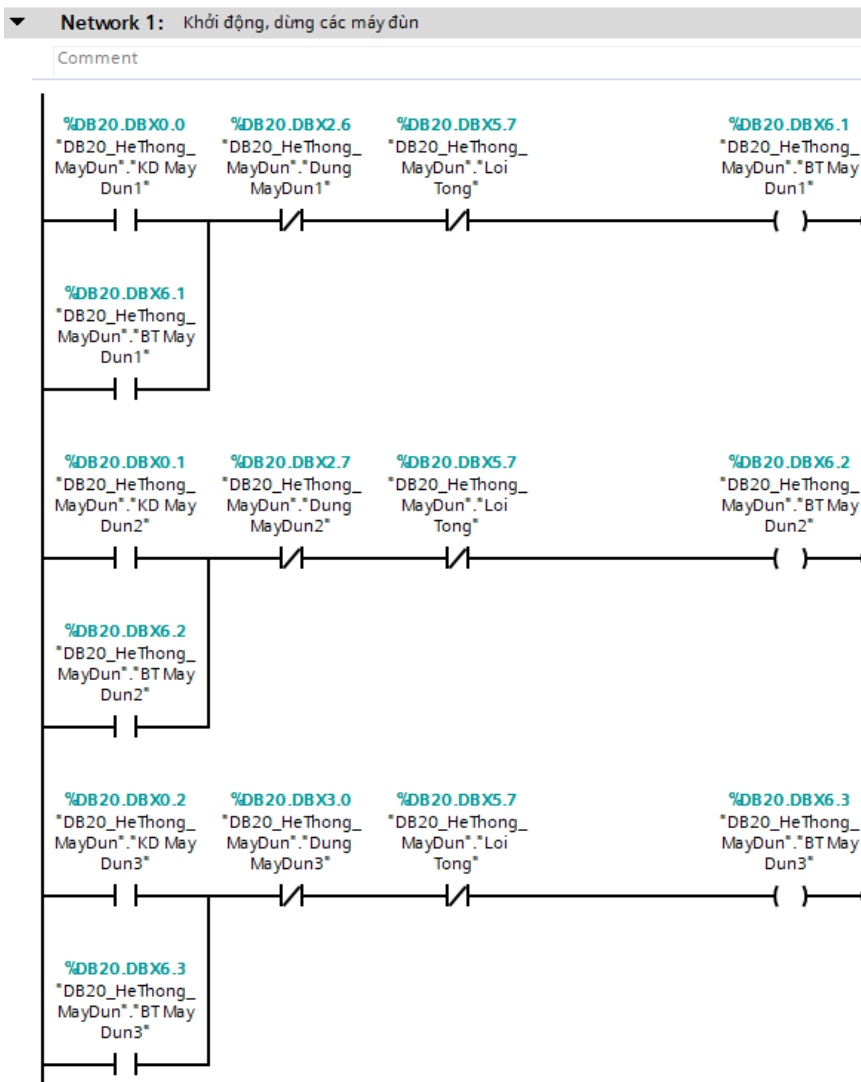 Network 1: Khởi động, dừng các máy đùn
Comment
%DB20.DBX0.0 %DB20.DBX2.6 %DB20.DBX5.7 %DB20.DBX6.1
"DB20_HeThong_ "DB20_HeThong_ "DB20_HeThong_ "DB20_HeThong_
MayDun"."KD May MayDun"."Dung MayDun"."Loi MayDun"."BT May
Dun1" MayDun1" Tong" Dun1"
%DB20.DBX6.1
"DB20_HeThong_
MayDun"."BT May
Dun1"
%DB20.DBX0.1 %DB20.DBX2.7 %DB20.DBX5.7 %DB20.DBX6.2
"DB20_HeThong_ "DB20_HeThong_ "DB20_HeThong_ "DB20_HeThong_
MayDun"."KD May MayDun"."Dung MayDun"."Loi MayDun"."BT May
Dun2" MayDun2" Tong" Dun2"
%DB20.DBX6.2
"DB20_HeThong_
MayDun"."BT May
Dun2"
%DB20.DBX0.2 %DB20.DBX3.0 %DB20.DBX5.7 %DB20.DBX6.3
"DB20_HeThong_ "DB20_HeThong_ "DB20_HeThong_ "DB20_HeThong_
MayDun"."KD May MayDun"."Dung MayDun"."Loi MayDun"."BT May
Dun3" MayDun3" Tong" Dun3"
%DB20.DBX6.3
"DB20_HeThong_
MayDun"."BT May
Dun3"